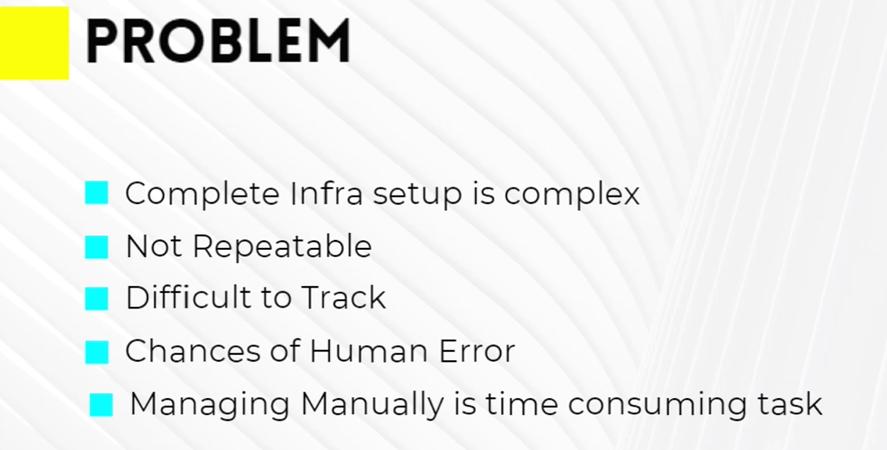 PROBLEM
Complete Infra setup is complex
Not Repeatable
Difficult to Track
Chances of Human Error
Managing Manually is time consuming task